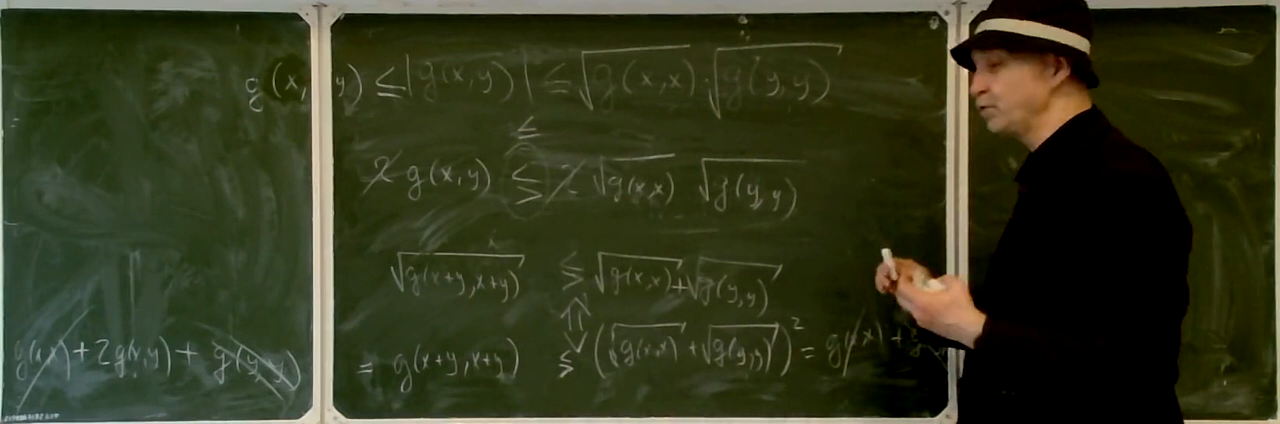 g(x,y) ≤ |g(x,y)| ≤ √g(x,x) · √g(y,y)
≤
2 g(x,y) ≤ ≥ 2 √g(x,x) √g(y,y)
√g(x+y,x+y) ≤ √g(x,x) + √g(y,y)
⇕
g(x,x) + 2g(x,y) + g(y,y) = g(x+y,x+y) ≤ (√g(x,x) + √g(y,y))² = g(x,x) +